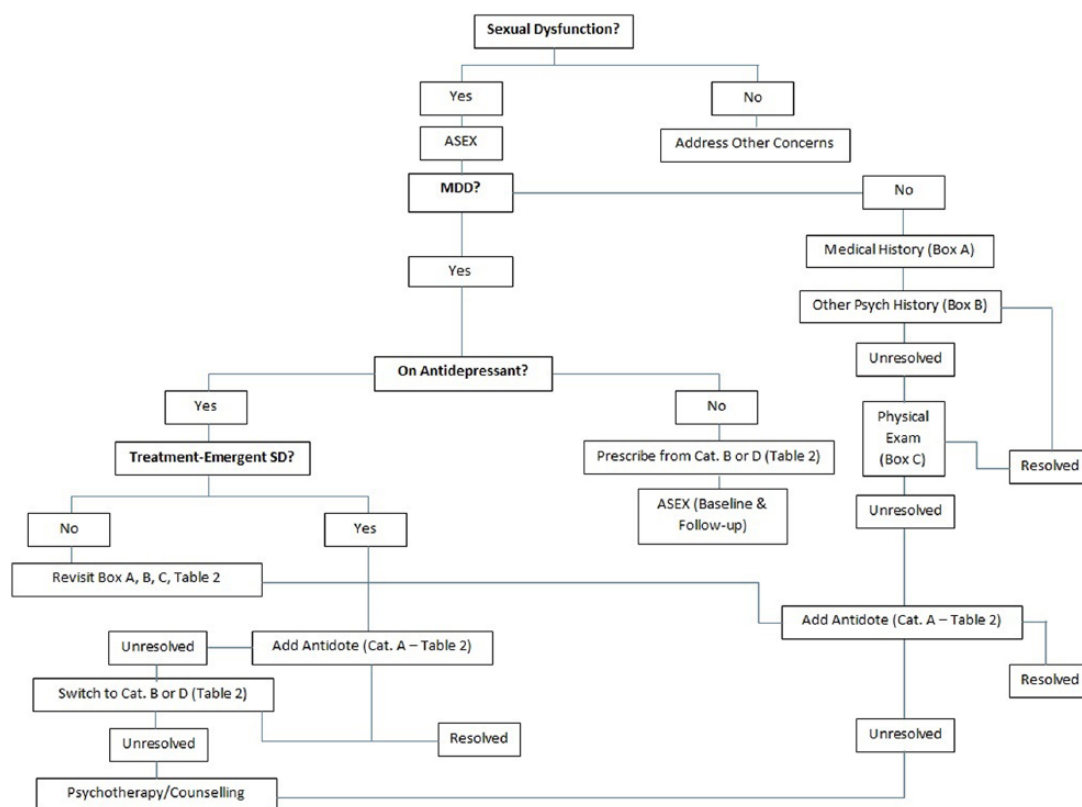 Sexual Dysfunction?
Yes
No
ASEX
Address Other Concerns
MDD?
No
Medical History (Box A)
Yes
Other Psych History (Box B)
Unresolved
On Antidepressant?
Yes
No
Physical
Exam
(Box C)
Treatment-Emergent SD?
Prescribe from Cat. B or D (Table 2)
Resolved
ASEX (Baseline &
Follow-up)
Unresolved
No
Yes
Revisit Box A, B, C, Table 2
Add Antidote (Cat. A – Table 2)
Unresolved
Add Antidote (Cat. A – Table 2)
Resolved
Switch to Cat. B or D (Table 2)
Unresolved
Resolved
Unresolved
Psychotherapy/Counselling